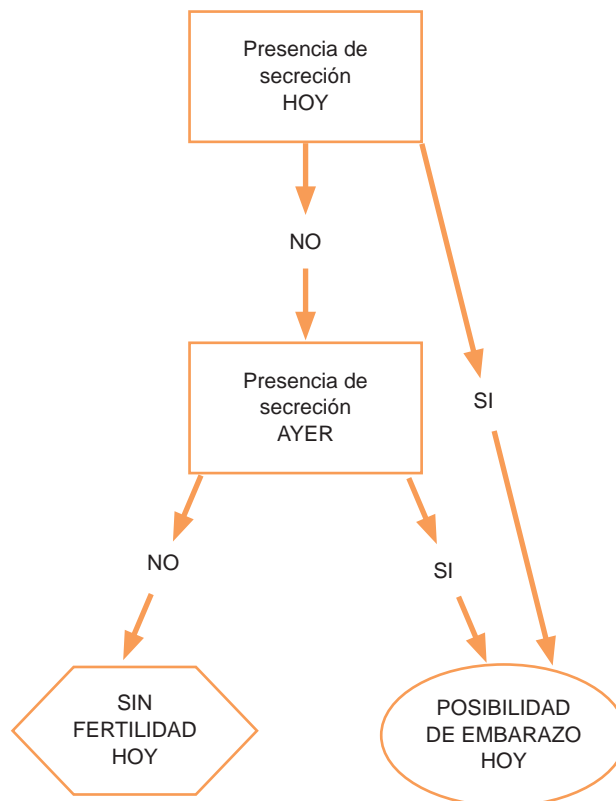 Presencia de
secreción
HOY
NO
Presencia de
secreción
AYER
SI
NO
SI
SIN
FERTILIDAD
HOY
POSIBILIDAD
DE EMBARAZO
HOY